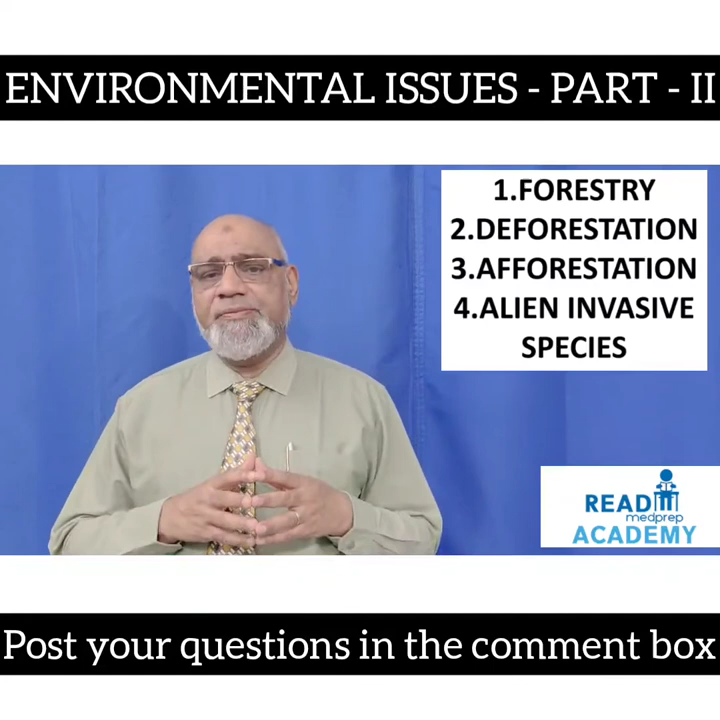 ENVIRONMENTAL ISSUES - PART - II
1.FORESTRY
2.DEFORESTATION
3.AFFORESTATION
4.ALIEN INVASIVE
SPECIES
READ
medprep
ACADEMY
Post your questions in the comment box